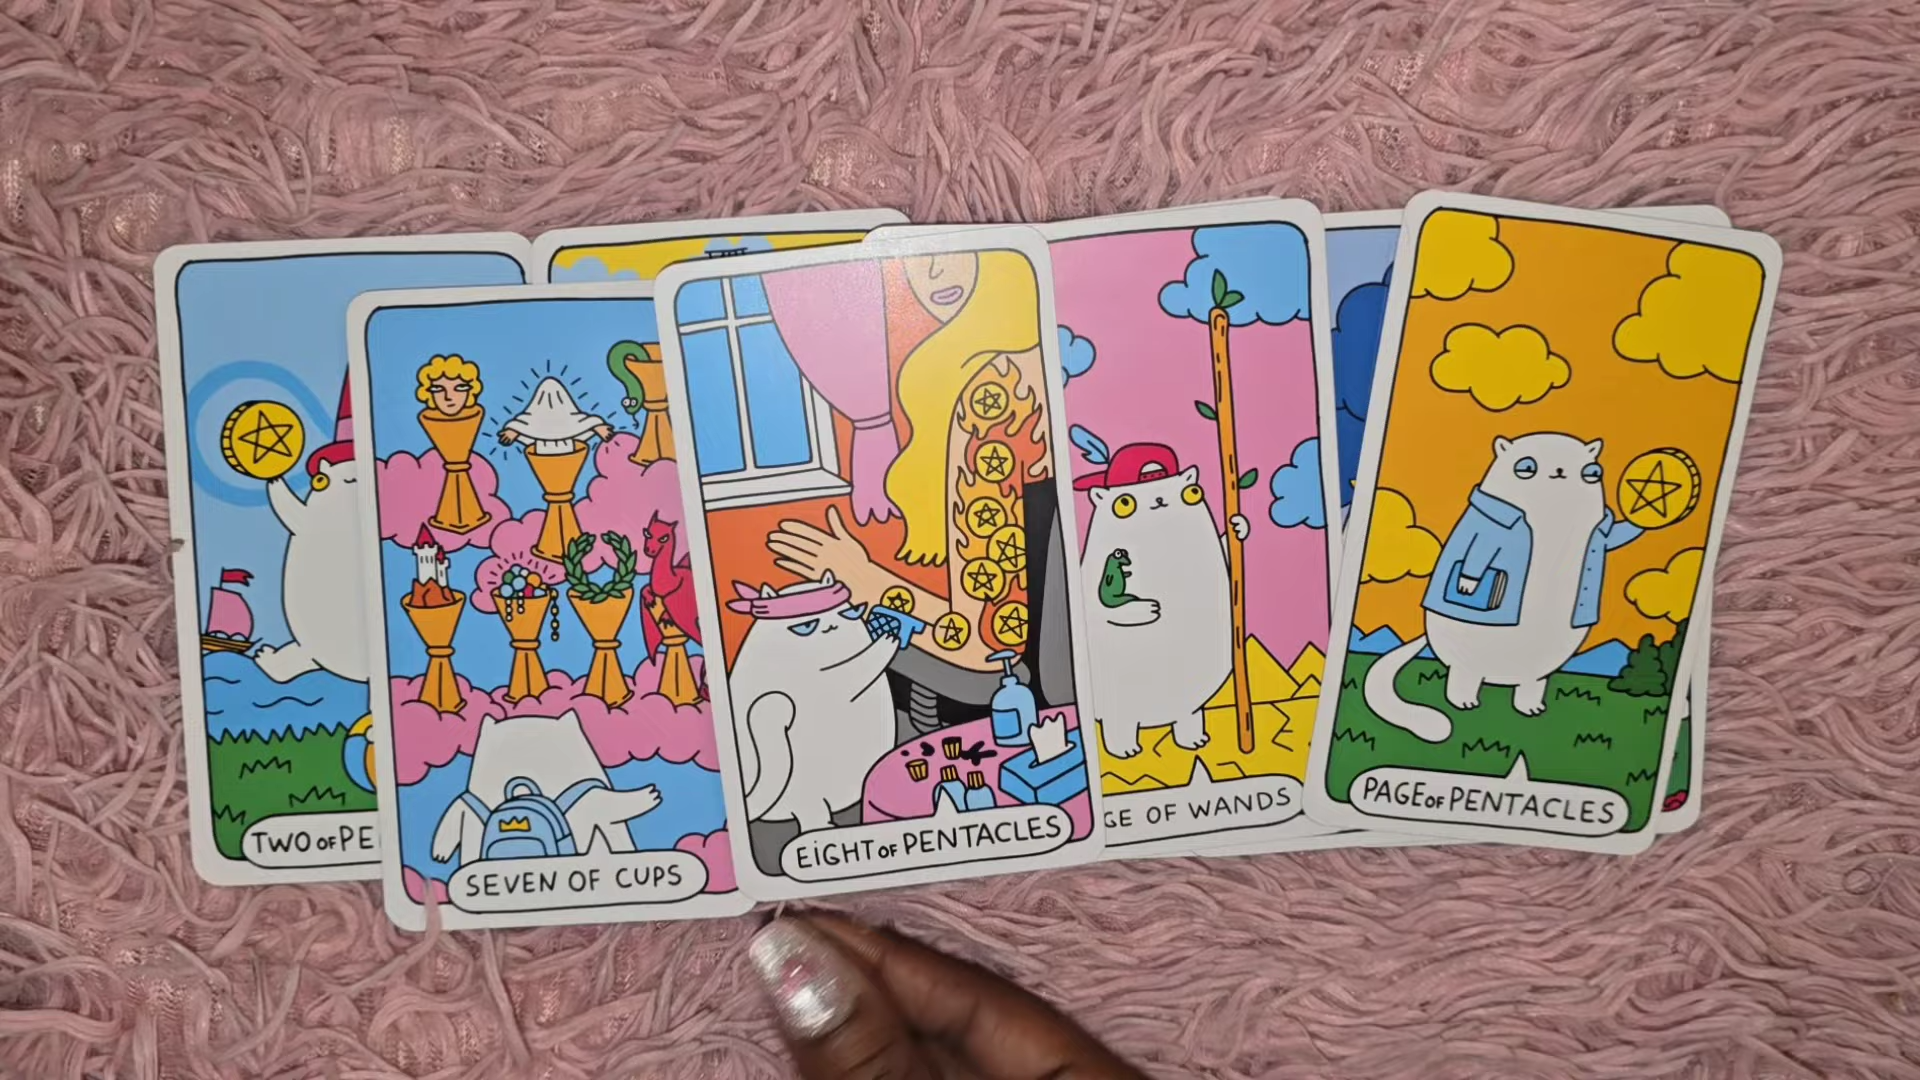 TWO OF PE
SEVEN OF CUPS
EiGHT OF PENTACLES
GE OF WANDS
PAGE OF PENTACLES